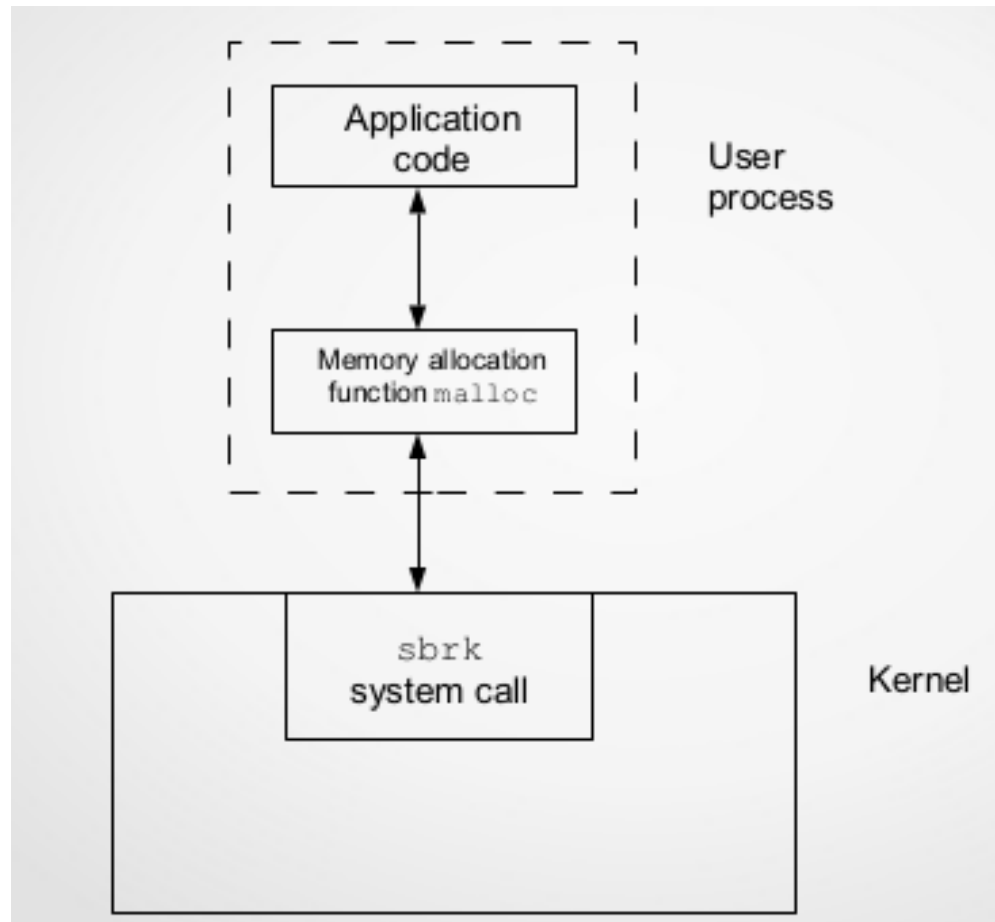 Application
code
User
process
Memory allocation
function malloc
sbrk
system call
Kernel